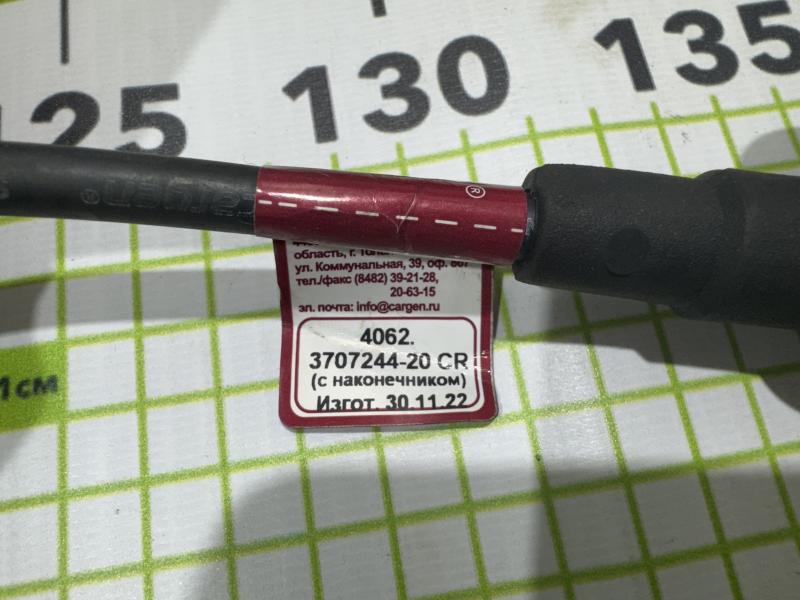 125
130
135
®
область, г.
ул. Коммунальная, 39, оф.
тел./факс (8482) 39-21-28,
20-63-15
эл. почта: info@cargen.ru
4062.
3707244-20 CR
(с наконечником)
Изгот. 30.11.22
1см